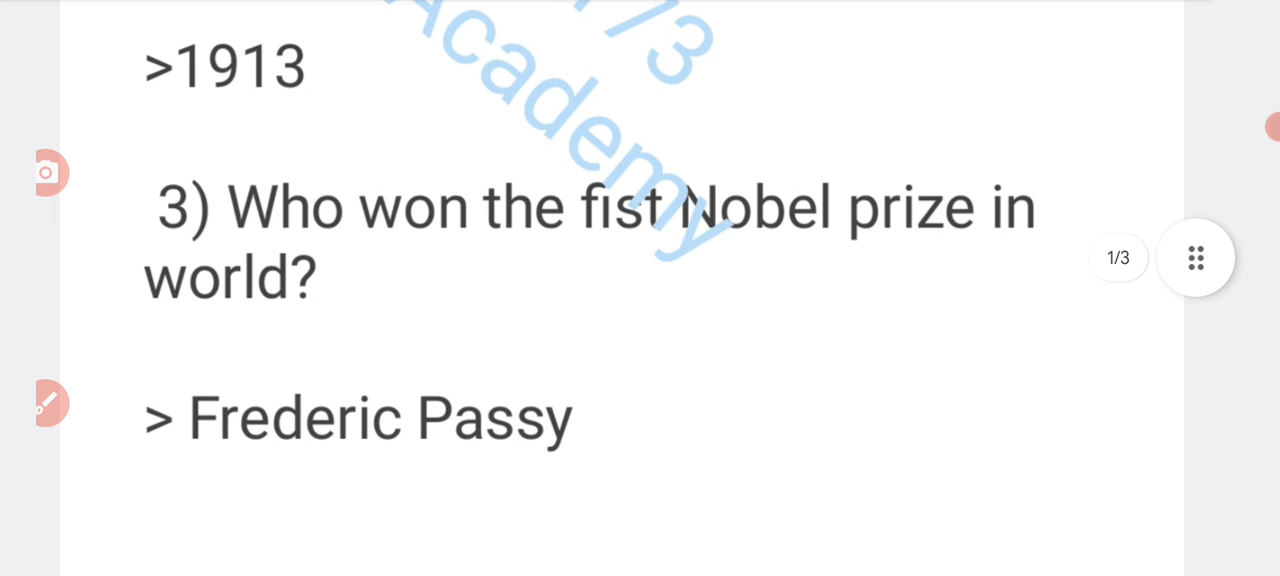 1/3
Academy
>1913
3) Who won the fist Nobel prize in
world?
1/3
> Frederic Passy